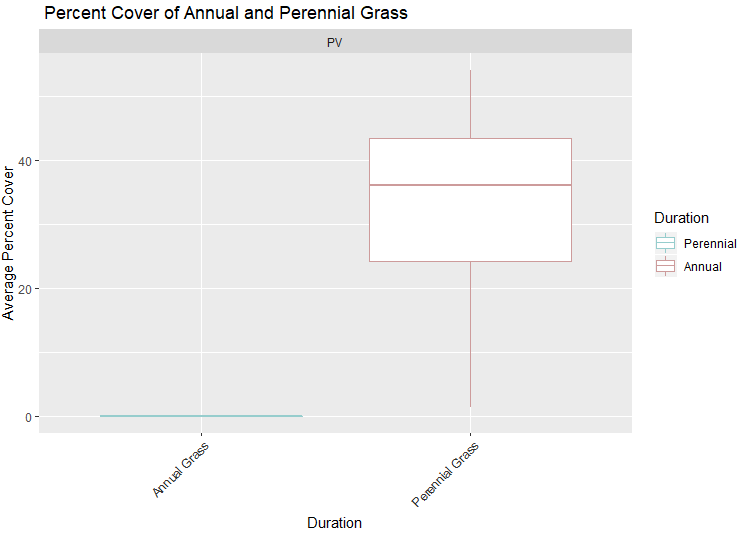 Percent Cover of Annual and Perennial Grass
PV
Average Percent Cover
40
20
0
Annual Grass
Perennial Grass
Duration
Duration
Perennial
Annual